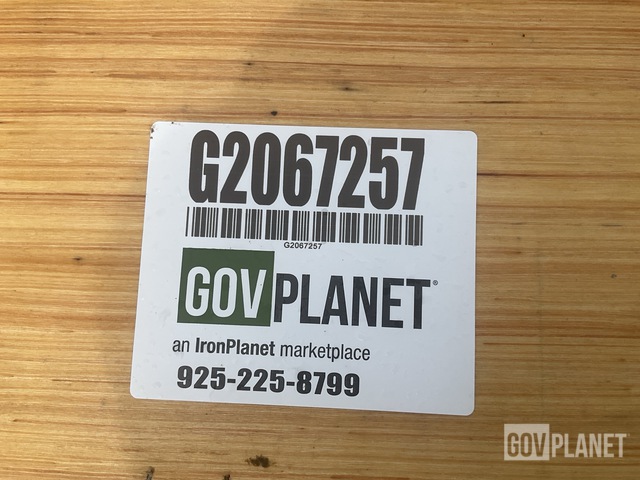 G2067257
G2067257
GOVPLANET®
an IronPlanet marketplace
925-225-8799
GOVPLANET